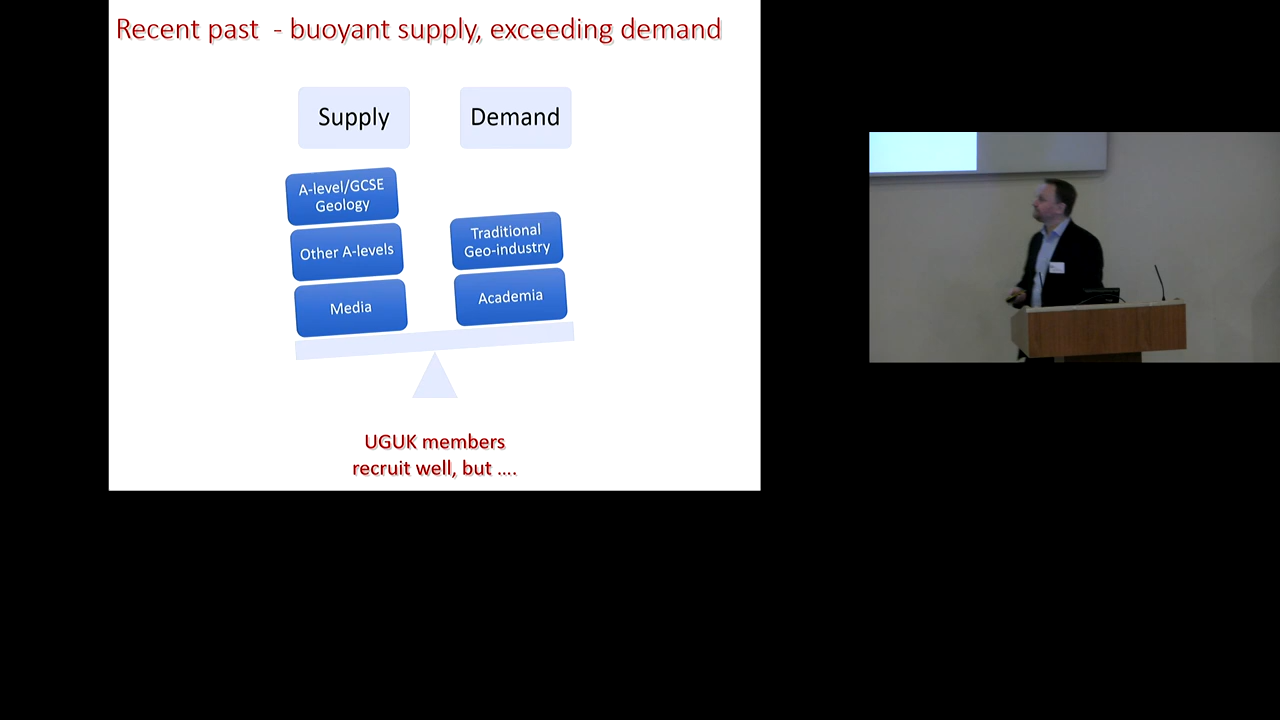 Recent past - buoyant supply, exceeding demand
Supply
Demand
A-level/GCSE
Geology
Other A-levels
Media
Traditional
Geo-industry
Academia
UGUK members
recruit well, but ....